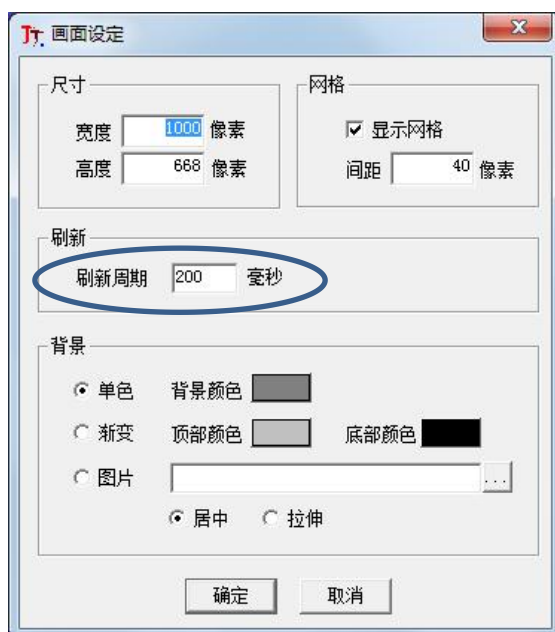 画面设定
尺寸
宽度 1000 像素
高度 668 像素
网格
显示网格
间距 40 像素
刷新
刷新周期 200 毫秒
背景
单色 背景颜色
渐变 顶部颜色 底部颜色
图片 ...
居中 拉伸
确定 取消